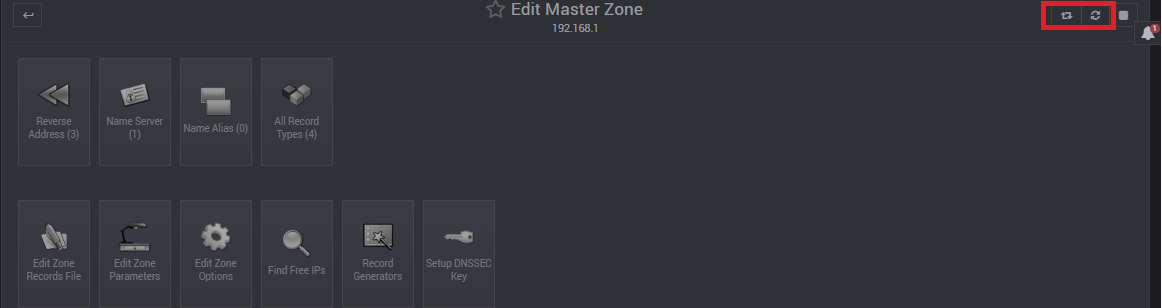 Edit Master Zone
192.168.1
1
Reverse
Address (3)
Name Server
(1)
Name Alias (0)
All Record
Types (4)
Edit Zone
Records File
Edit Zone
Parameters
Edit Zone
Options
Find Free IPs
Record
Generators
Setup DNSSEC
Key